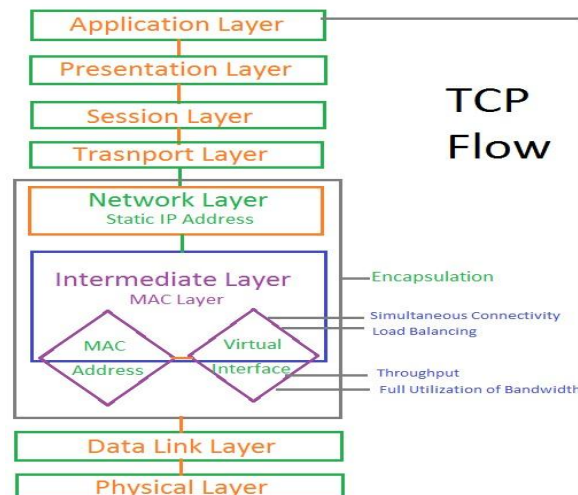 Application Layer
Presentation Layer
Session Layer
Trasnport Layer
TCP
Flow
Network Layer
Static IP Address
Intermediate Layer
MAC Layer
MAC
Address
Virtual
Interface
Encapsulation
Simultaneous Connectivity
Load Balancing
Throughput
Full Utilization of Bandwidth
Data Link Layer
Physical Layer